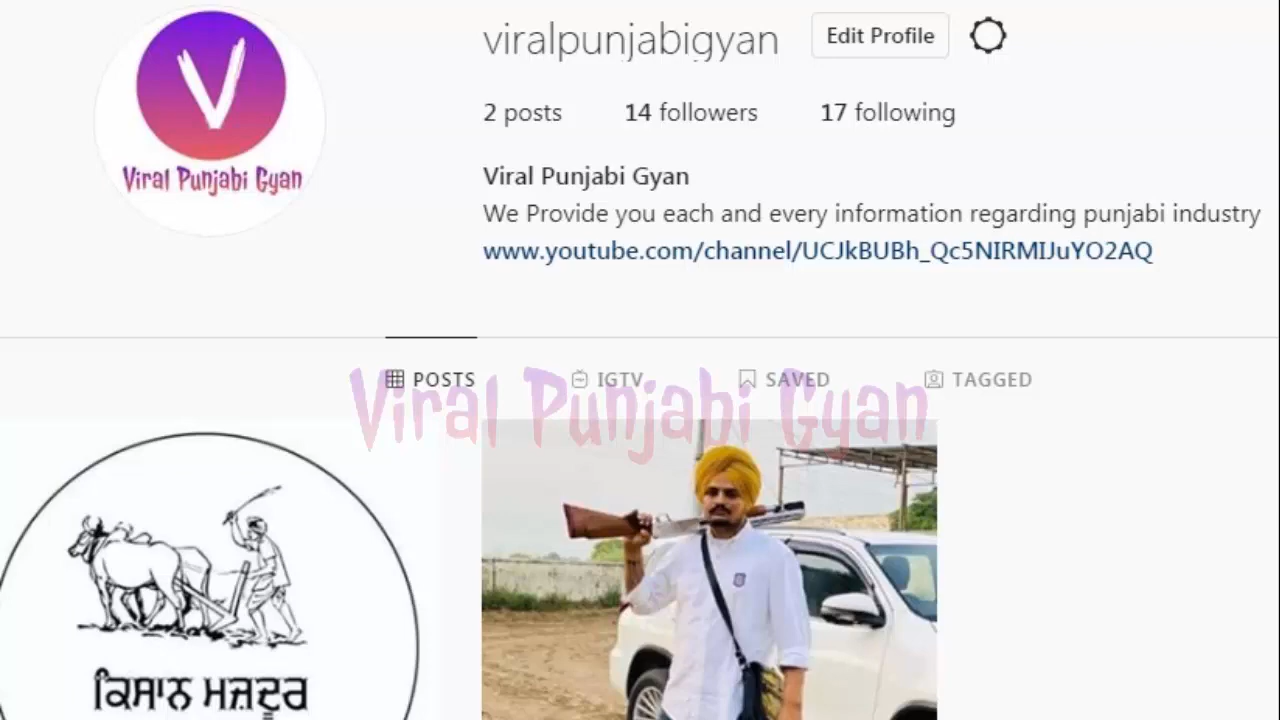 V
Viral Punjabi Gyan
viralpunjabigyan
Edit Profile
2 posts 14 followers 17 following
Viral Punjabi Gyan
We Provide you each and every information regarding punjabi industry
www.youtube.com/channel/UCJkBUBh_Qc5NIRMIJuYO2AQ
POSTS IGTV SAVED TAGGED
Viral Punjabi Gyan
ਕਿਸਾਨ ਮਜ਼ਦੂਰ